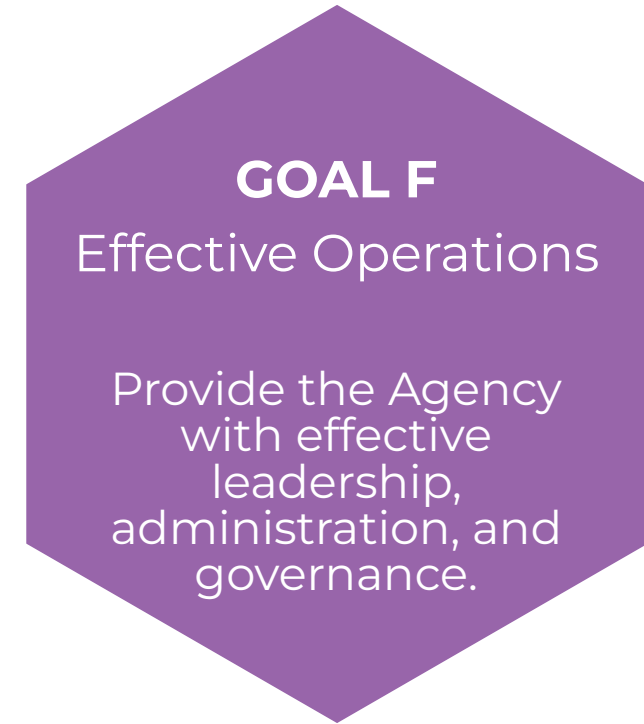 GOAL F
Effective Operations
Provide the Agency
with effective
leadership,
administration, and
governance.